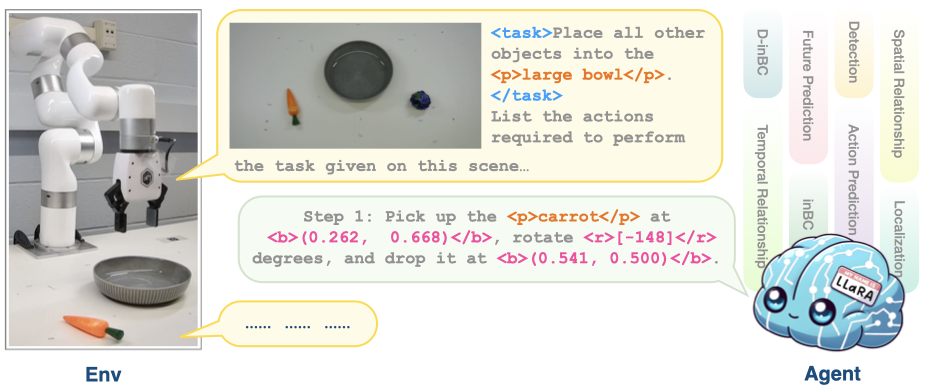 <task>Place all other
objects into the
<p>large bowl</p>.
</task>
List the actions
required to perform
the task given on this scene…
Step 1: Pick up the <p>carrot</p> at
<b>(0.262, 0.668)</b>, rotate <r>[-148]</r>
degrees, and drop it at <b>(0.541, 0.500)</b>.
...... ...... ......
Env
D-inBC
Future Prediction
Detection
Spatial Relationship
Temporal Relationship
inBC
Action Prediction
Localization
MY NAME IS
LLaRA
Agent